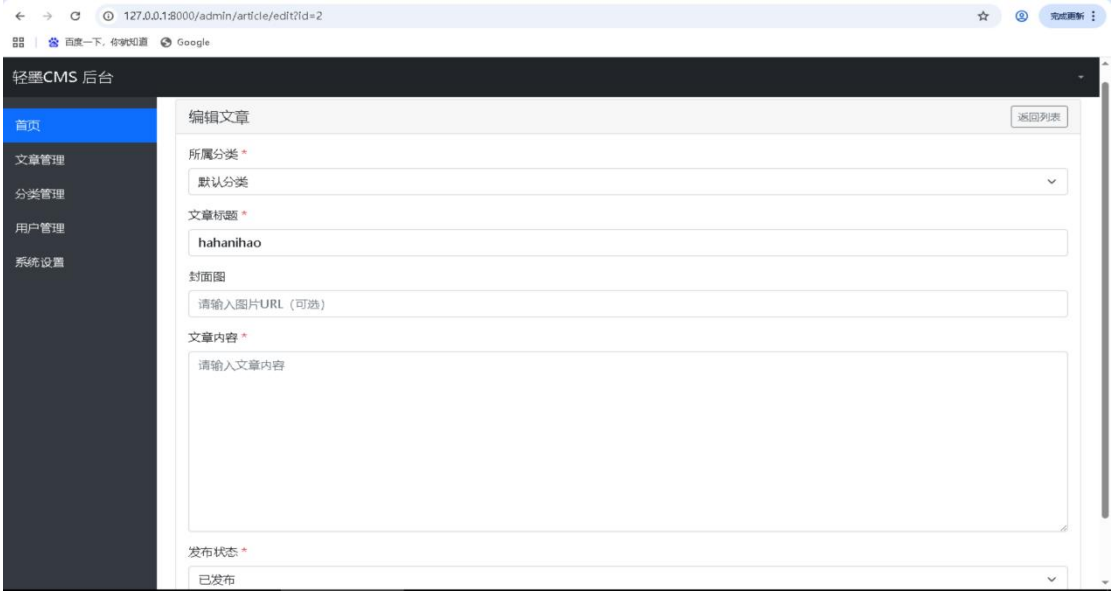 127.0.0.1:8000/admin/article/edit?id=2
完成更新
百度一下，你就知道 Google
轻墨CMS 后台
首页
文章管理
分类管理
用户管理
系统设置
编辑文章
返回列表
所属分类 *
默认分类
文章标题 *
hahanihao
封面图
请输入图片URL（可选）
文章内容 *
请输入文章内容
发布状态 *
已发布